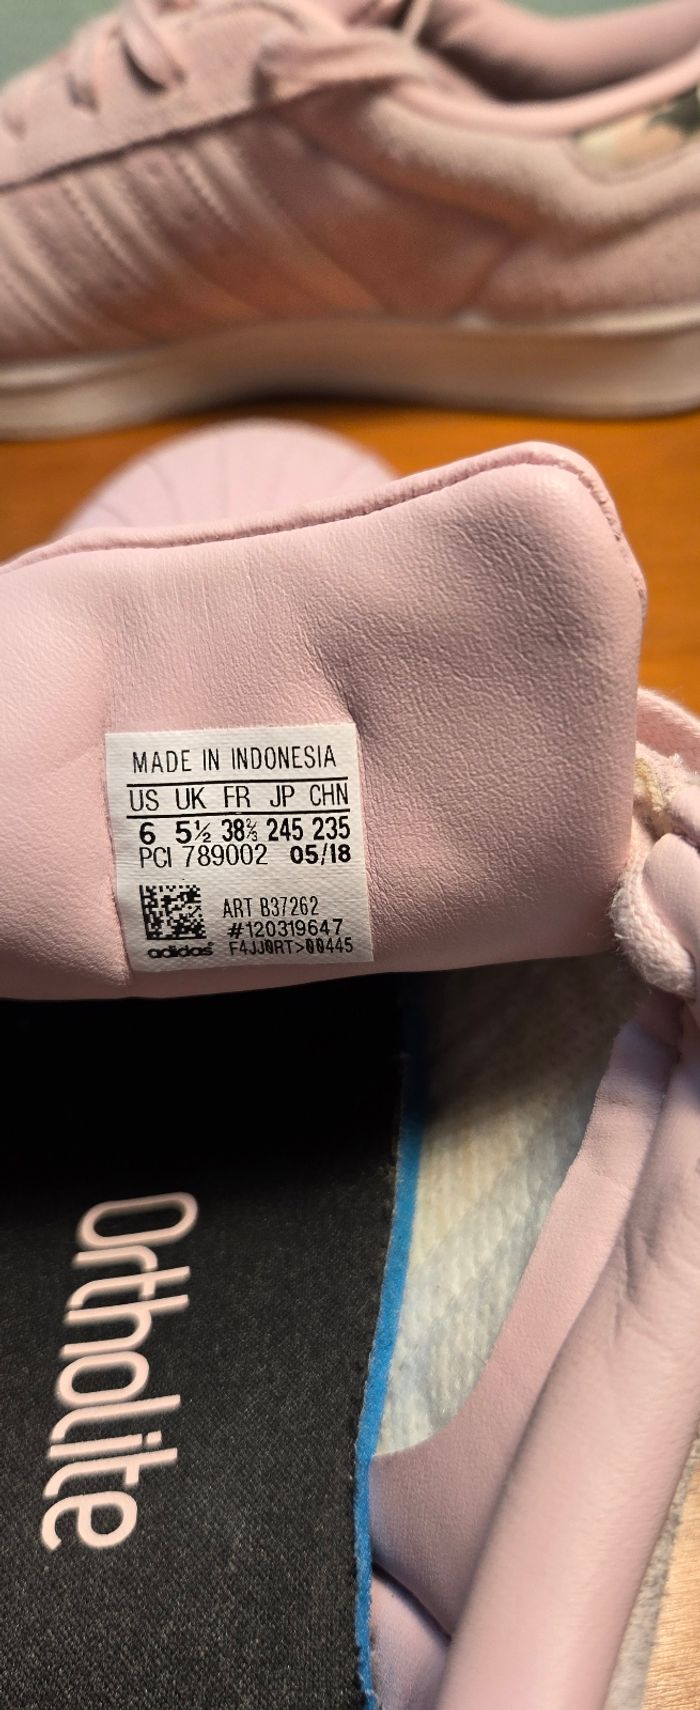 MADE IN INDONESIA
US UK FR JP CHN
6 5½ 38⅔ 245 235
PCI 789002 05/18
ART B37262
#120319647
adidas F4JJ0RT>00445
Ortholite